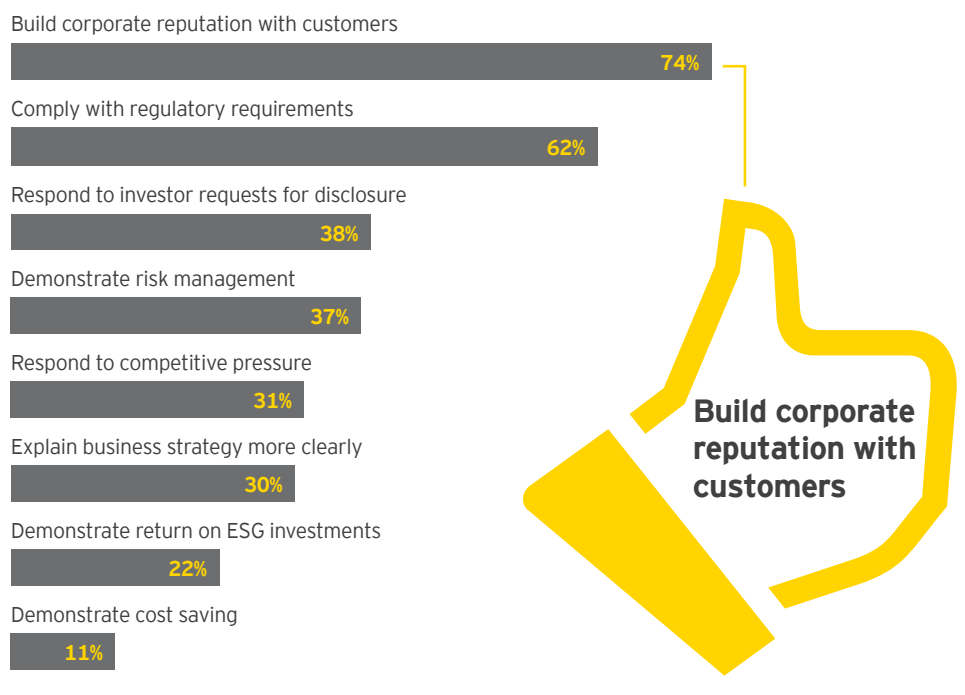 Build corporate reputation with customers
74%
Comply with regulatory requirements
62%
Respond to investor requests for disclosure
38%
Demonstrate risk management
37%
Respond to competitive pressure
31%
Explain business strategy more clearly
30%
Demonstrate return on ESG investments
22%
Demonstrate cost saving
11%
Build corporate
reputation with
customers